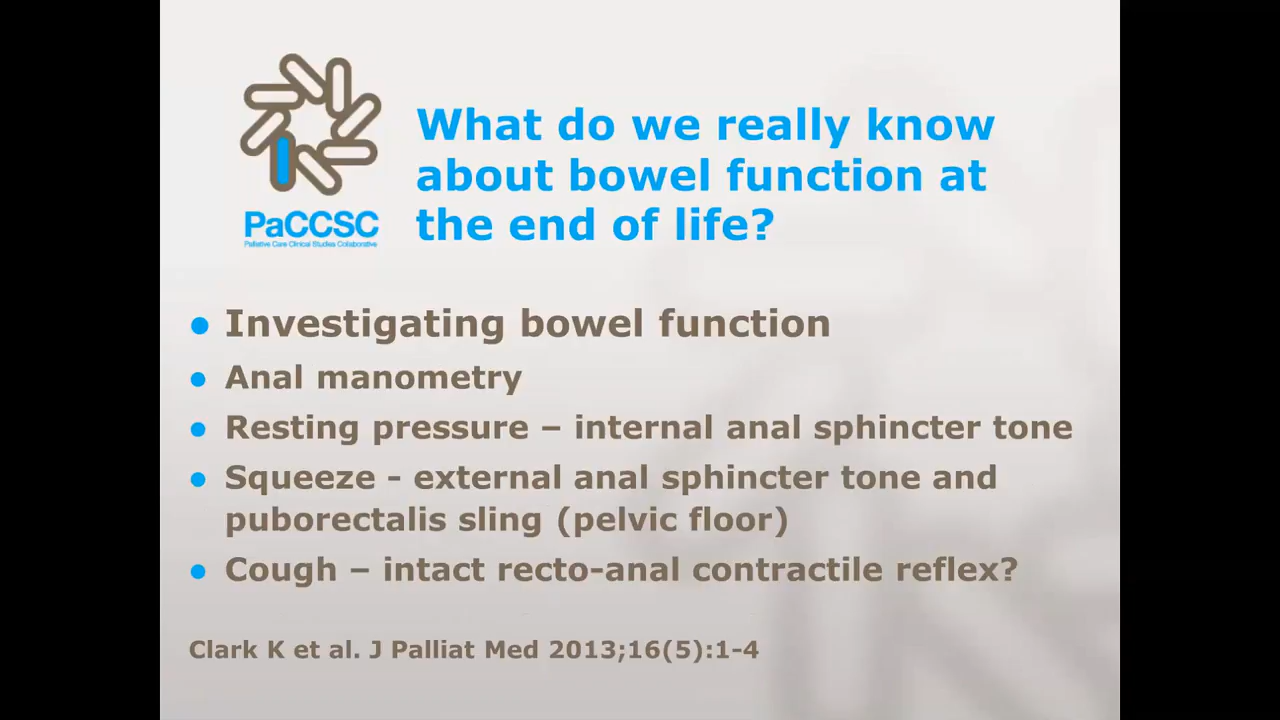 What do we really know
about bowel function at
the end of life?
PaCCSC
Palliative Care Clinical Studies Collaborative
● Investigating bowel function
● Anal manometry
● Resting pressure – internal anal sphincter tone
● Squeeze - external anal sphincter tone and
puborectalis sling (pelvic floor)
● Cough – intact recto-anal contractile reflex?
Clark K et al. J Palliat Med 2013;16(5):1-4